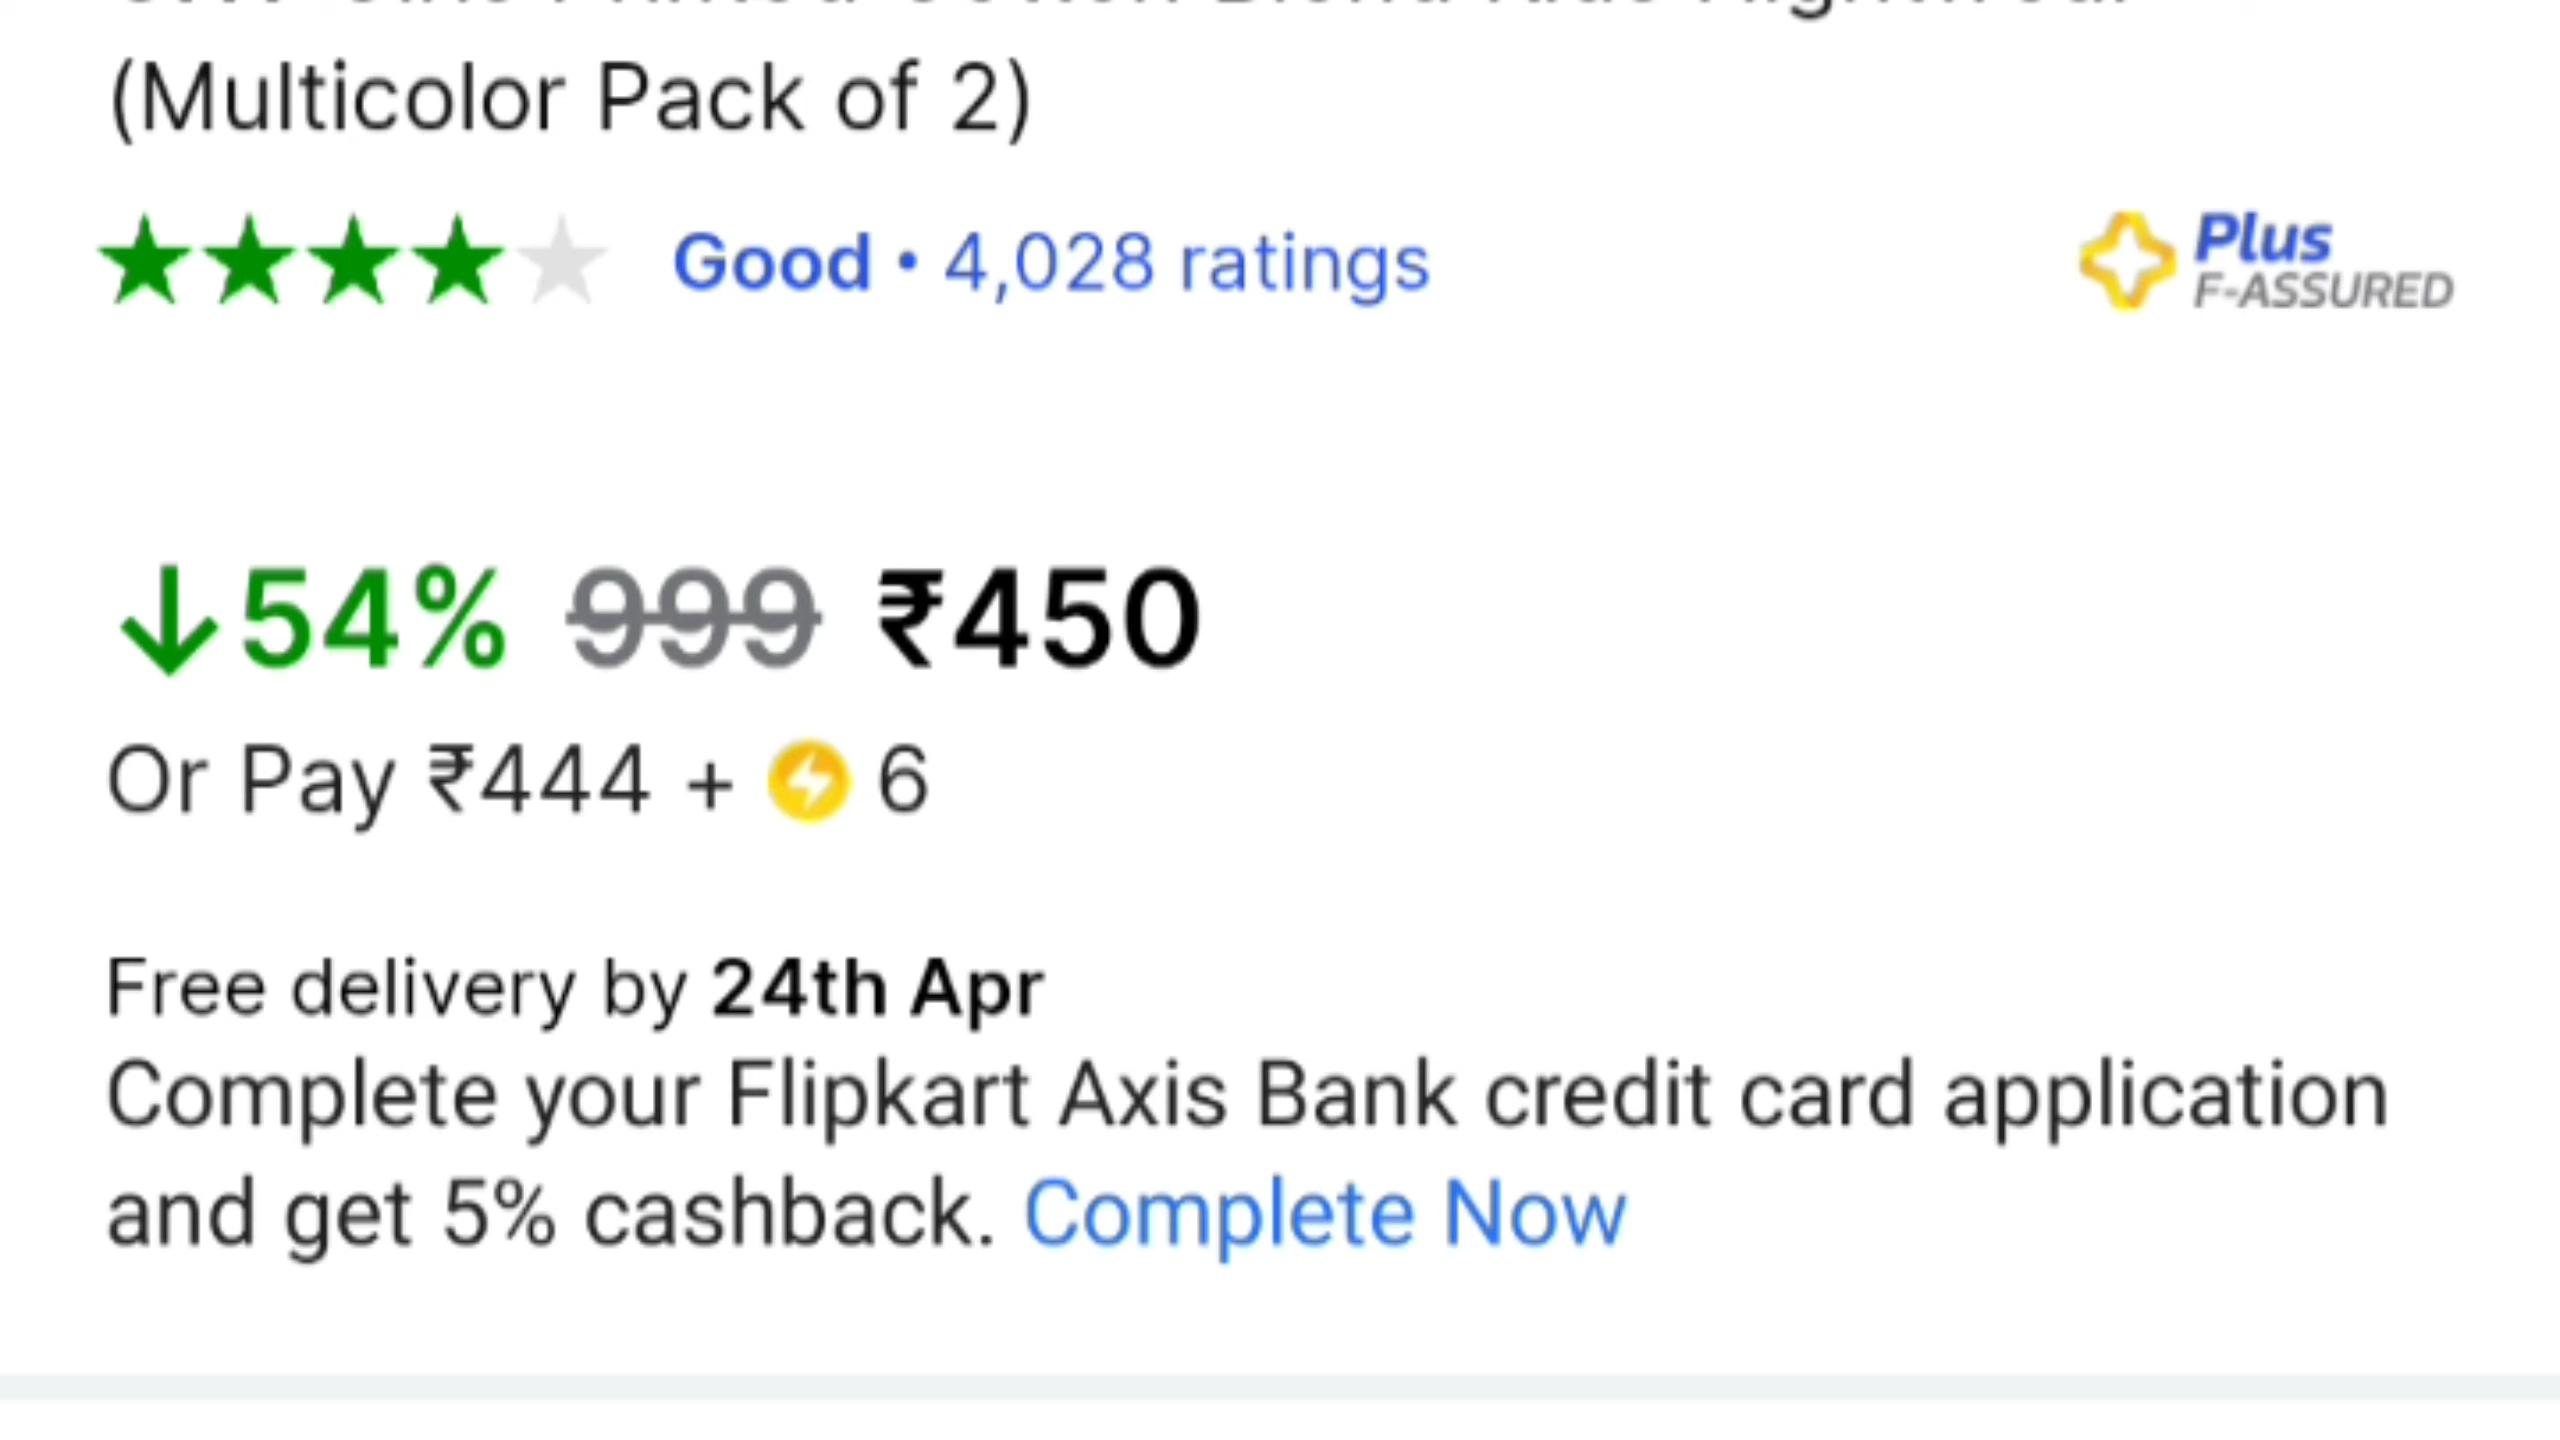 (Multicolor Pack of 2)
Good • 4,028 ratings
Plus
F-ASSURED
↓54% 999 ₹450
Or Pay ₹444 + 6
Free delivery by 24th Apr
Complete your Flipkart Axis Bank credit card application
and get 5% cashback. Complete Now